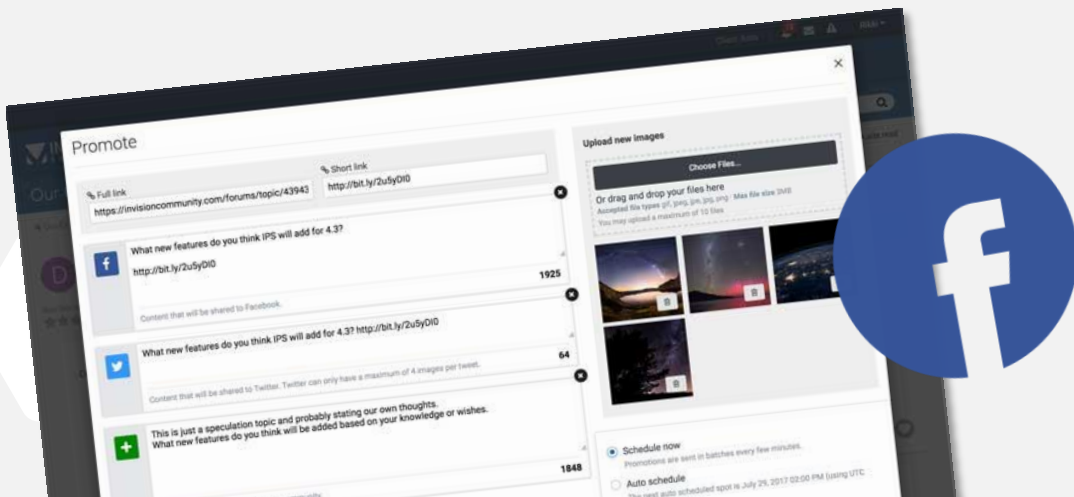 Promote
Full link
https://invisioncommunity.com/forums/topic/43943
Short link
http://bit.ly/2u5yDI0
What new features do you think IPS will add for 4.3?
http://bit.ly/2u5yDI0
1925
Content that will be shared to Facebook.
What new features do you think IPS will add for 4.3? http://bit.ly/2u5yDI0
64
Content that will be shared to Twitter. Twitter can only have a maximum of 4 images per tweet.
This is just a speculation topic and probably stating our own thoughts.
What new features do you think will be added based on your knowledge or wishes.
1848
Upload new images
Choose Files...
Or drag and drop your files here
Accepted file types gif, jpeg, jpe, jpg, png · Max file size 3MB
You may upload a maximum of 10 files
Schedule now
Promotions are sent in batches every few minutes.
Auto schedule
The next auto scheduled spot is July 29, 2017 02:00 PM (using UTC